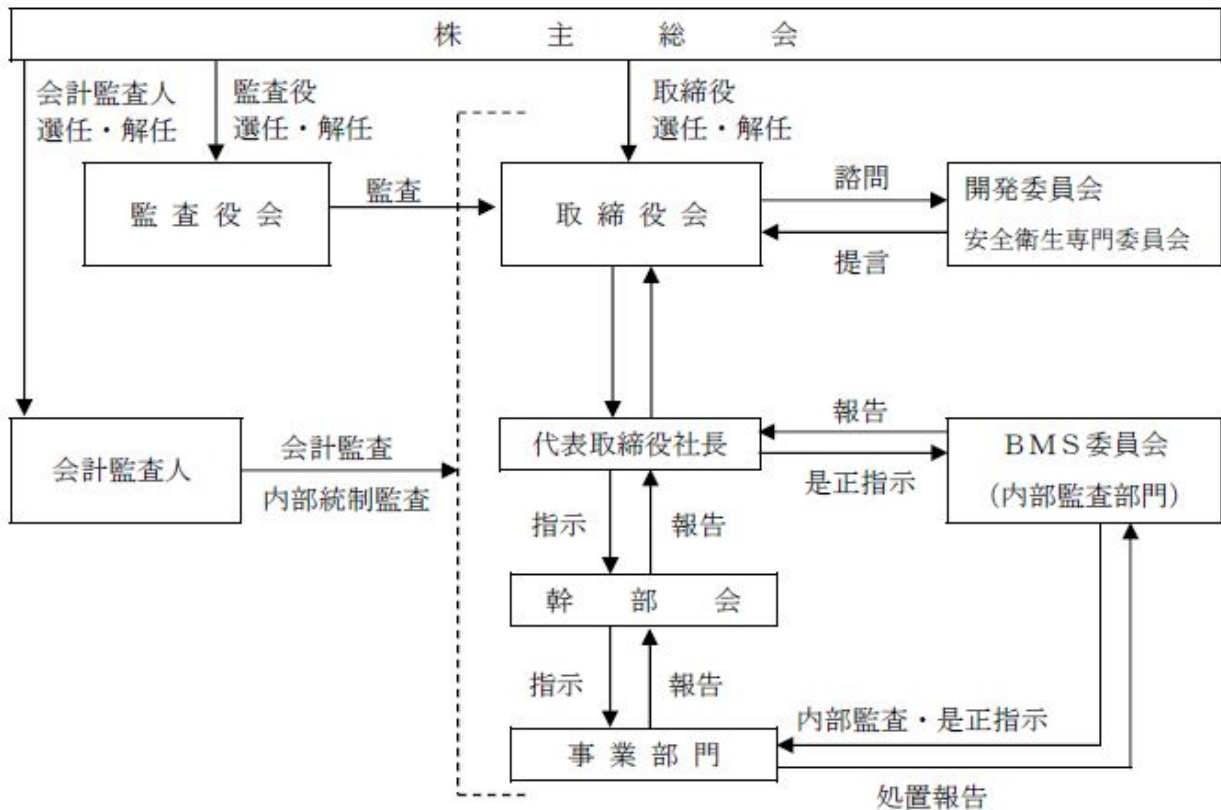 株主総会
会計監査人
選任・解任
監査役
選任・解任
取締役
選任・解任
監査役会
監査
取締役会
諮問
提言
開発委員会
安全衛生専門委員会
会計監査人
会計監査
内部統制監査
代表取締役社長
報告
是正指示
BMS委員会
(内部監査部門)
指示
報告
幹部会
指示
報告
内部監査・是正指示
事業部門
処置報告